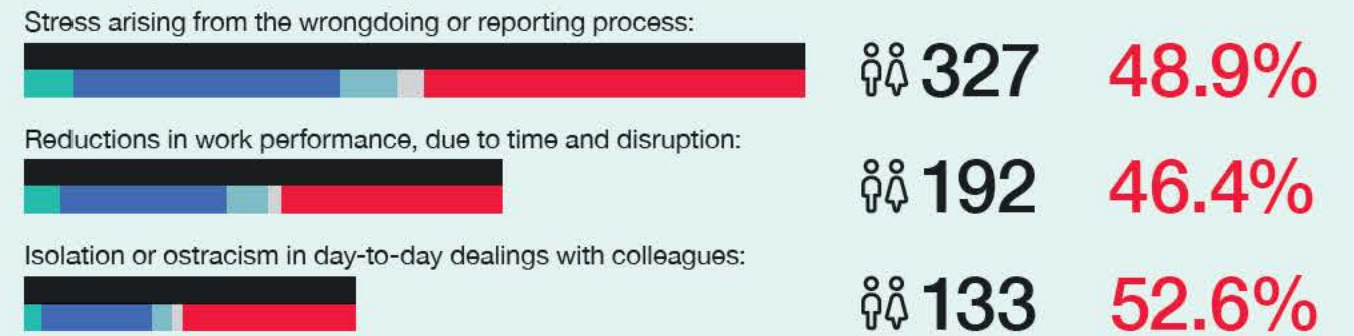 Stress arising from the wrongdoing or reporting process:
327 48.9%
Reductions in work performance, due to time and disruption:
192 46.4%
Isolation or ostracism in day-to-day dealings with colleagues:
133 52.6%